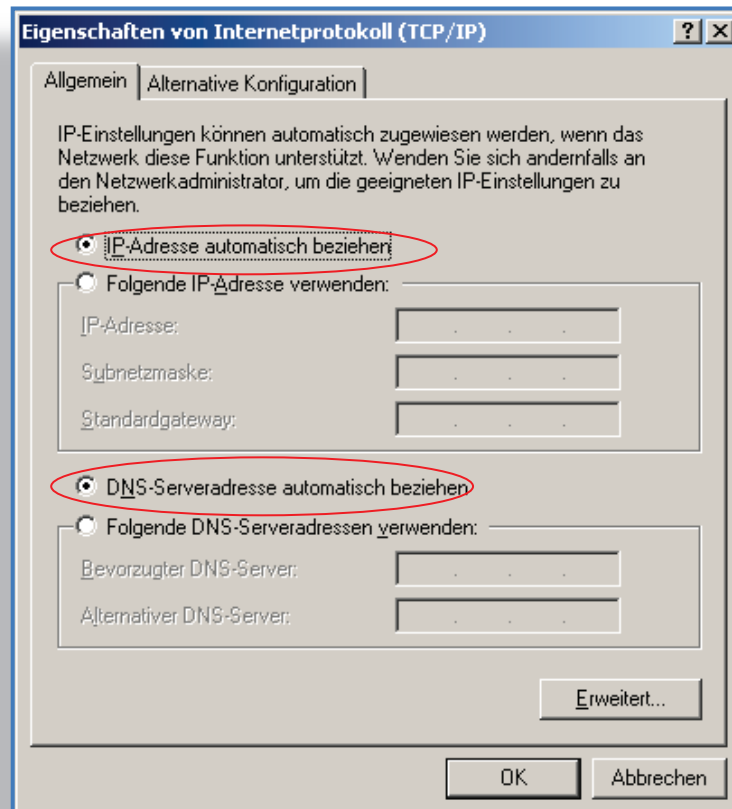 Eigenschaften von Internetprotokoll (TCP/IP)
Allgemein
Alternative Konfiguration
IP-Einstellungen können automatisch zugewiesen werden, wenn das
Netzwerk diese Funktion unterstützt. Wenden Sie sich andernfalls an
den Netzwerkadministrator, um die geeigneten IP-Einstellungen zu
beziehen.
IP-Adresse automatisch beziehen
Folgende IP-Adresse verwenden:
IP-Adresse:
Subnetzmaske:
Standardgateway:
DNS-Serveradresse automatisch beziehen
Folgende DNS-Serveradressen verwenden:
Bevorzugter DNS-Server:
Alternativer DNS-Server:
Erweitert...
OK
Abbrechen